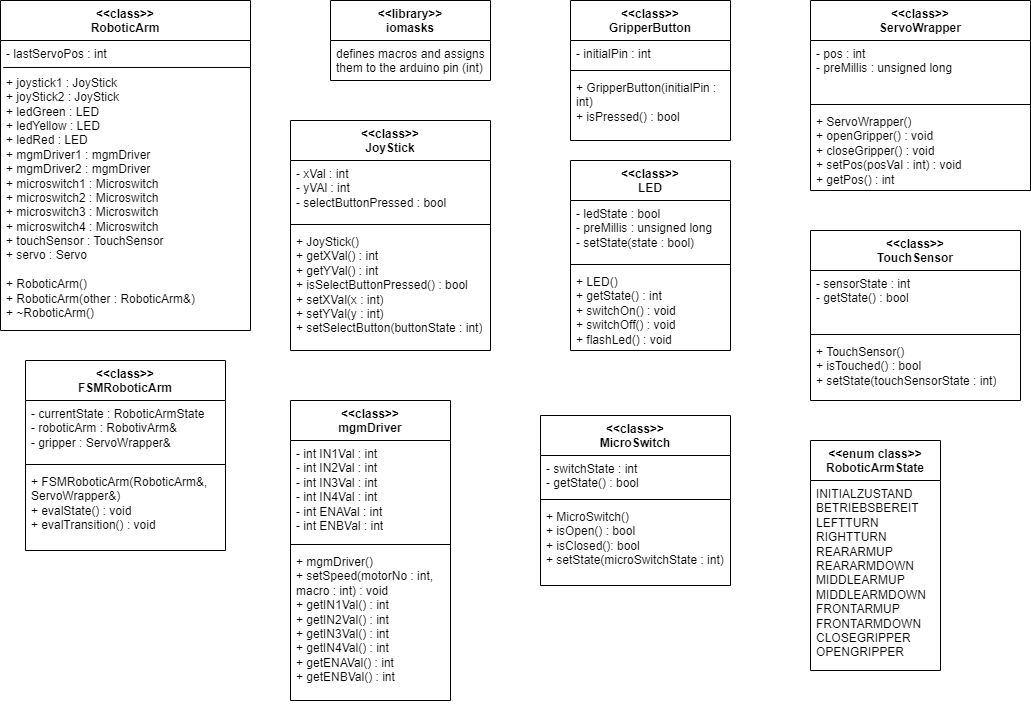 <<class>>
RoboticArm
- lastServoPos : int
+ joystick1 : JoyStick
+ joyStick2 : JoyStick
+ ledGreen : LED
+ ledYellow : LED
+ ledRed : LED
+ mgmDriver1 : mgmDriver
+ mgmDriver2 : mgmDriver
+ microswitch1 : Microswitch
+ microswitch2 : Microswitch
+ microswitch3 : Microswitch
+ microswitch4 : Microswitch
+ touchSensor : TouchSensor
+ servo : Servo
+ RoboticArm()
+ RoboticArm(other : RoboticArm&)
+ ~RoboticArm()
<<library>>
iomasks
defines macros and assigns
them to the arduino pin (int)
<<class>>
GripperButton
- initialPin : int
+ GripperButton(initialPin :
int)
+ isPressed() : bool
<<class>>
ServoWrapper
- pos : int
- preMillis : unsigned long
+ ServoWrapper()
+ openGripper() : void
+ closeGripper() : void
+ setPos(posVal : int) : void
+ getPos() : int
<<class>>
JoyStick
- xVal : int
- yVAl : int
- selectButtonPressed : bool
+ JoyStick()
+ getXVal() : int
+ getYVal() : int
+ isSelectButtonPressed() : bool
+ setXVal(x : int)
+ setYVal(y : int)
+ setSelectButton(buttonState : int)
<<class>>
LED
- ledState : bool
- preMillis : unsigned long
- setState(state : bool)
+ LED()
+ getState() : int
+ switchOn() : void
+ switchOff() : void
+ flashLed() : void
<<class>>
TouchSensor
- sensorState : int
- getState() : bool
+ TouchSensor()
+ isTouched() : bool
+ setState(touchSensorState : int)
<<class>>
FSMRoboticArm
- currentState : RoboticArmState
- roboticArm : RobotivArm&
- gripper : ServoWrapper&
+ FSMRoboticArm(RoboticArm&,
ServoWrapper&)
+ evalState() : void
+ evalTransition() : void
<<class>>
mgmDriver
- int IN1Val : int
- int IN2Val : int
- int IN3Val : int
- int IN4Val : int
- int ENAVal : int
- int ENBVal : int
+ mgmDriver()
+ setSpeed(motorNo : int,
macro : int) : void
+ getIN1Val() : int
+ getIN2Val() : int
+ getIN3Val() : int
+ getIN4Val() : int
+ getENAVal() : int
+ getENBVal() : int
<<class>>
MicroSwitch
- switchState : int
- getState() : bool
+ MicroSwitch()
+ isOpen() : bool
+ isClosed(): bool
+ setState(microSwitchState : int)
<<enum class>>
RoboticArmState
INITIALZUSTAND
BETRIEBSBEREIT
LEFTTURN
RIGHTTURN
REARARMUP
REARARMDOWN
MIDDLEARMUP
MIDDLEARMDOWN
FRONTARMUP
FRONTARMDOWN
CLOSEGRIPPER
OPENGRIPPER